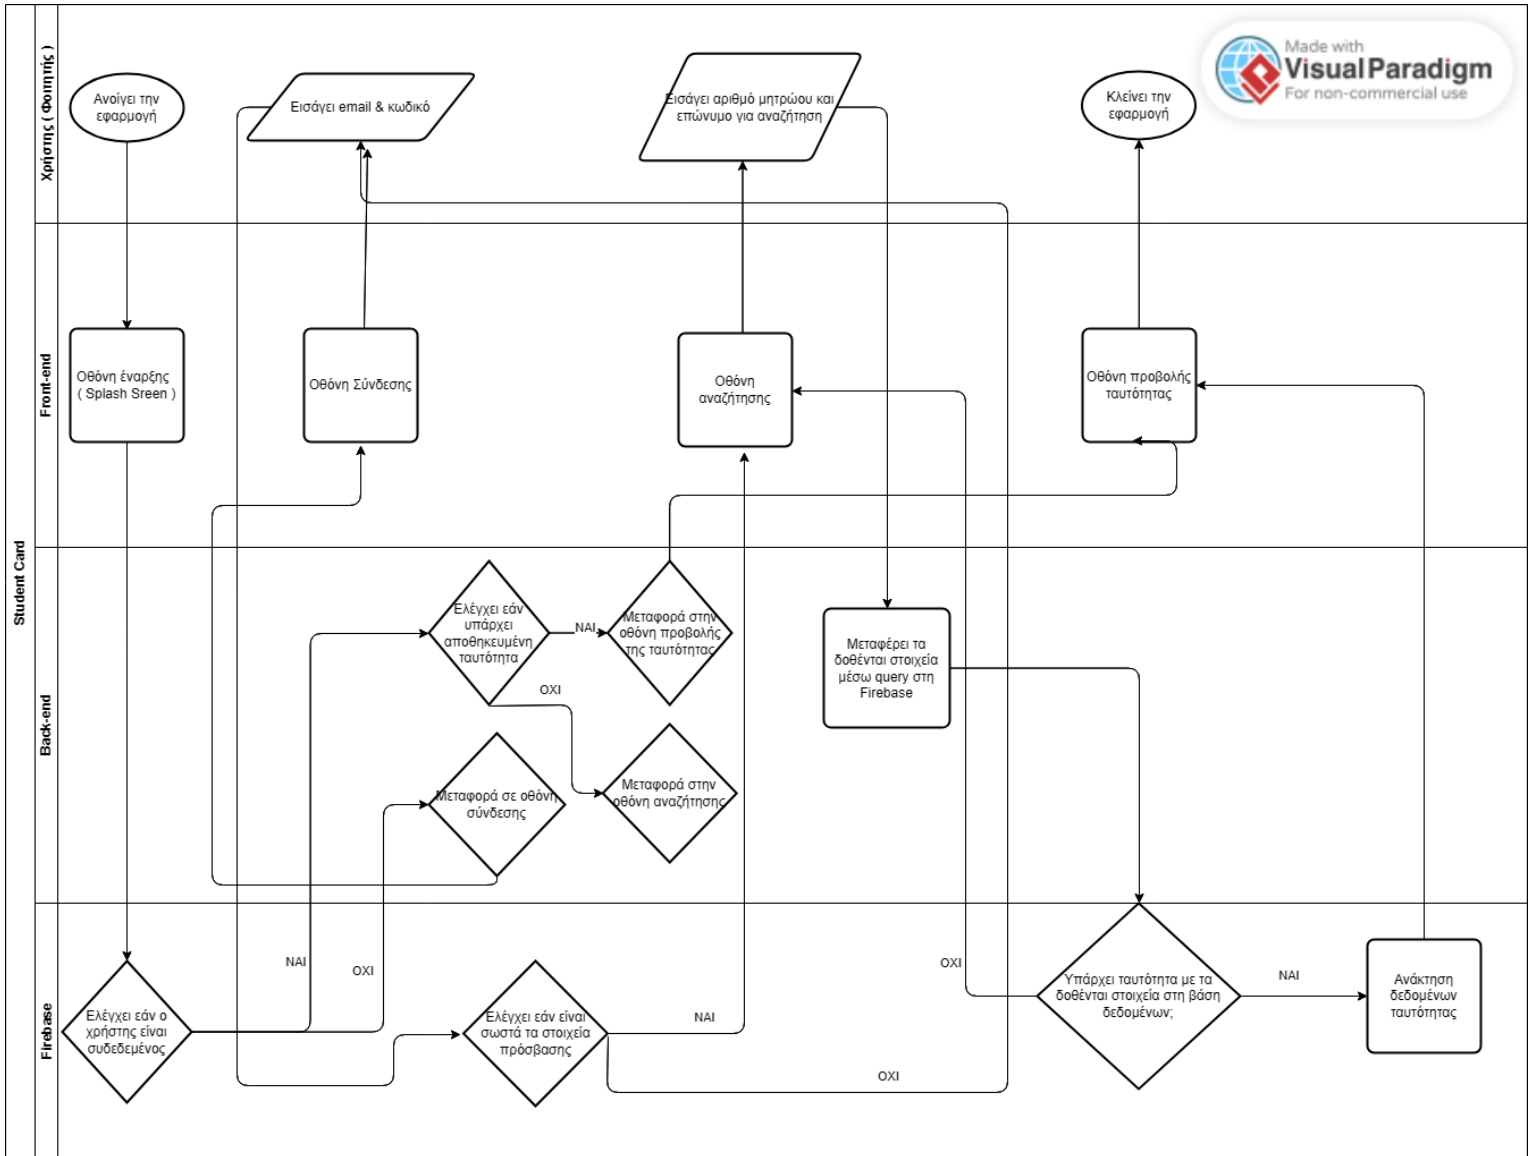 Made with
Visual Paradigm
For non-commercial use
Student Card
Χρήστης ( Φοιτητής )
Ανοίγει την
εφαρμογή
Εισάγει email & κωδικό
Εισάγει αριθμό μητρώου και
επώνυμο για αναζήτηση
Κλείνει την
εφαρμογή
Front-end
Οθόνη έναρξης
( Splash Sreen )
Οθόνη Σύνδεσης
Οθόνη
αναζήτησης
Οθόνη προβολής
ταυτότητας
Back-end
Ελέγχει εάν
υπάρχει
αποθηκευμένη
ταυτότητα
ΝΑΙ
Μεταφορά στην
οθόνη προβολής
της ταυτότητας
ΟΧΙ
Μεταφορά σε οθόνη
σύνδεσης
Μεταφορά στην
οθόνη αναζήτησης
Μεταφέρει τα
δοθένται στοιχεία
μέσω query στη
Firebase
Firebase
Ελέγχει εάν ο
χρήστης είναι
συδεδεμένος
ΝΑΙ
ΟΧΙ
Ελέγχει εάν είναι
σωστά τα στοιχεία
πρόσβασης
ΝΑΙ
ΟΧΙ
ΟΧΙ
Υπάρχει ταυτότητα με τα
δοθένται στοιχεία στη βάση
δεδομένων;
ΝΑΙ
Ανάκτηση
δεδομένων
ταυτότητας